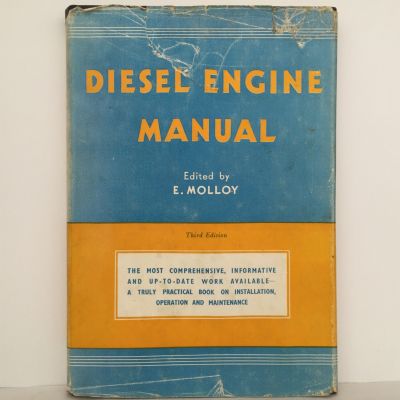 DIESEL ENGINE
MANUAL
Edited by
E. MOLLOY
Third Edition
THE MOST COMPREHENSIVE, INFORMATIVE
AND UP-TO-DATE WORK AVAILABLE—
A TRULY PRACTICAL BOOK ON INSTALLATION,
OPERATION AND MAINTENANCE